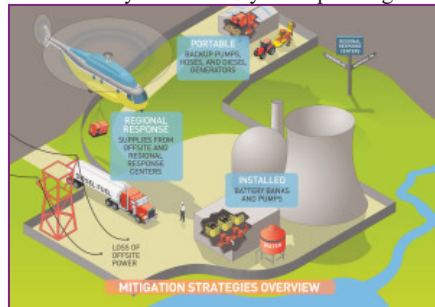 PORTABLE
BACKUP PUMPS,
HOSES, AND DIESEL
GENERATORS
REGIONAL
RESPONSE
CENTERS
REGIONAL
RESPONSE
SUPPLIES FROM
OFFSITE AND
REGIONAL
RESPONSE
CENTERS
INSTALLED
BATTERY BANKS
AND PUMPS
DIESEL FUEL
WATER
LOSS OF
OFFSITE
POWER
MITIGATION STRATEGIES OVERVIEW